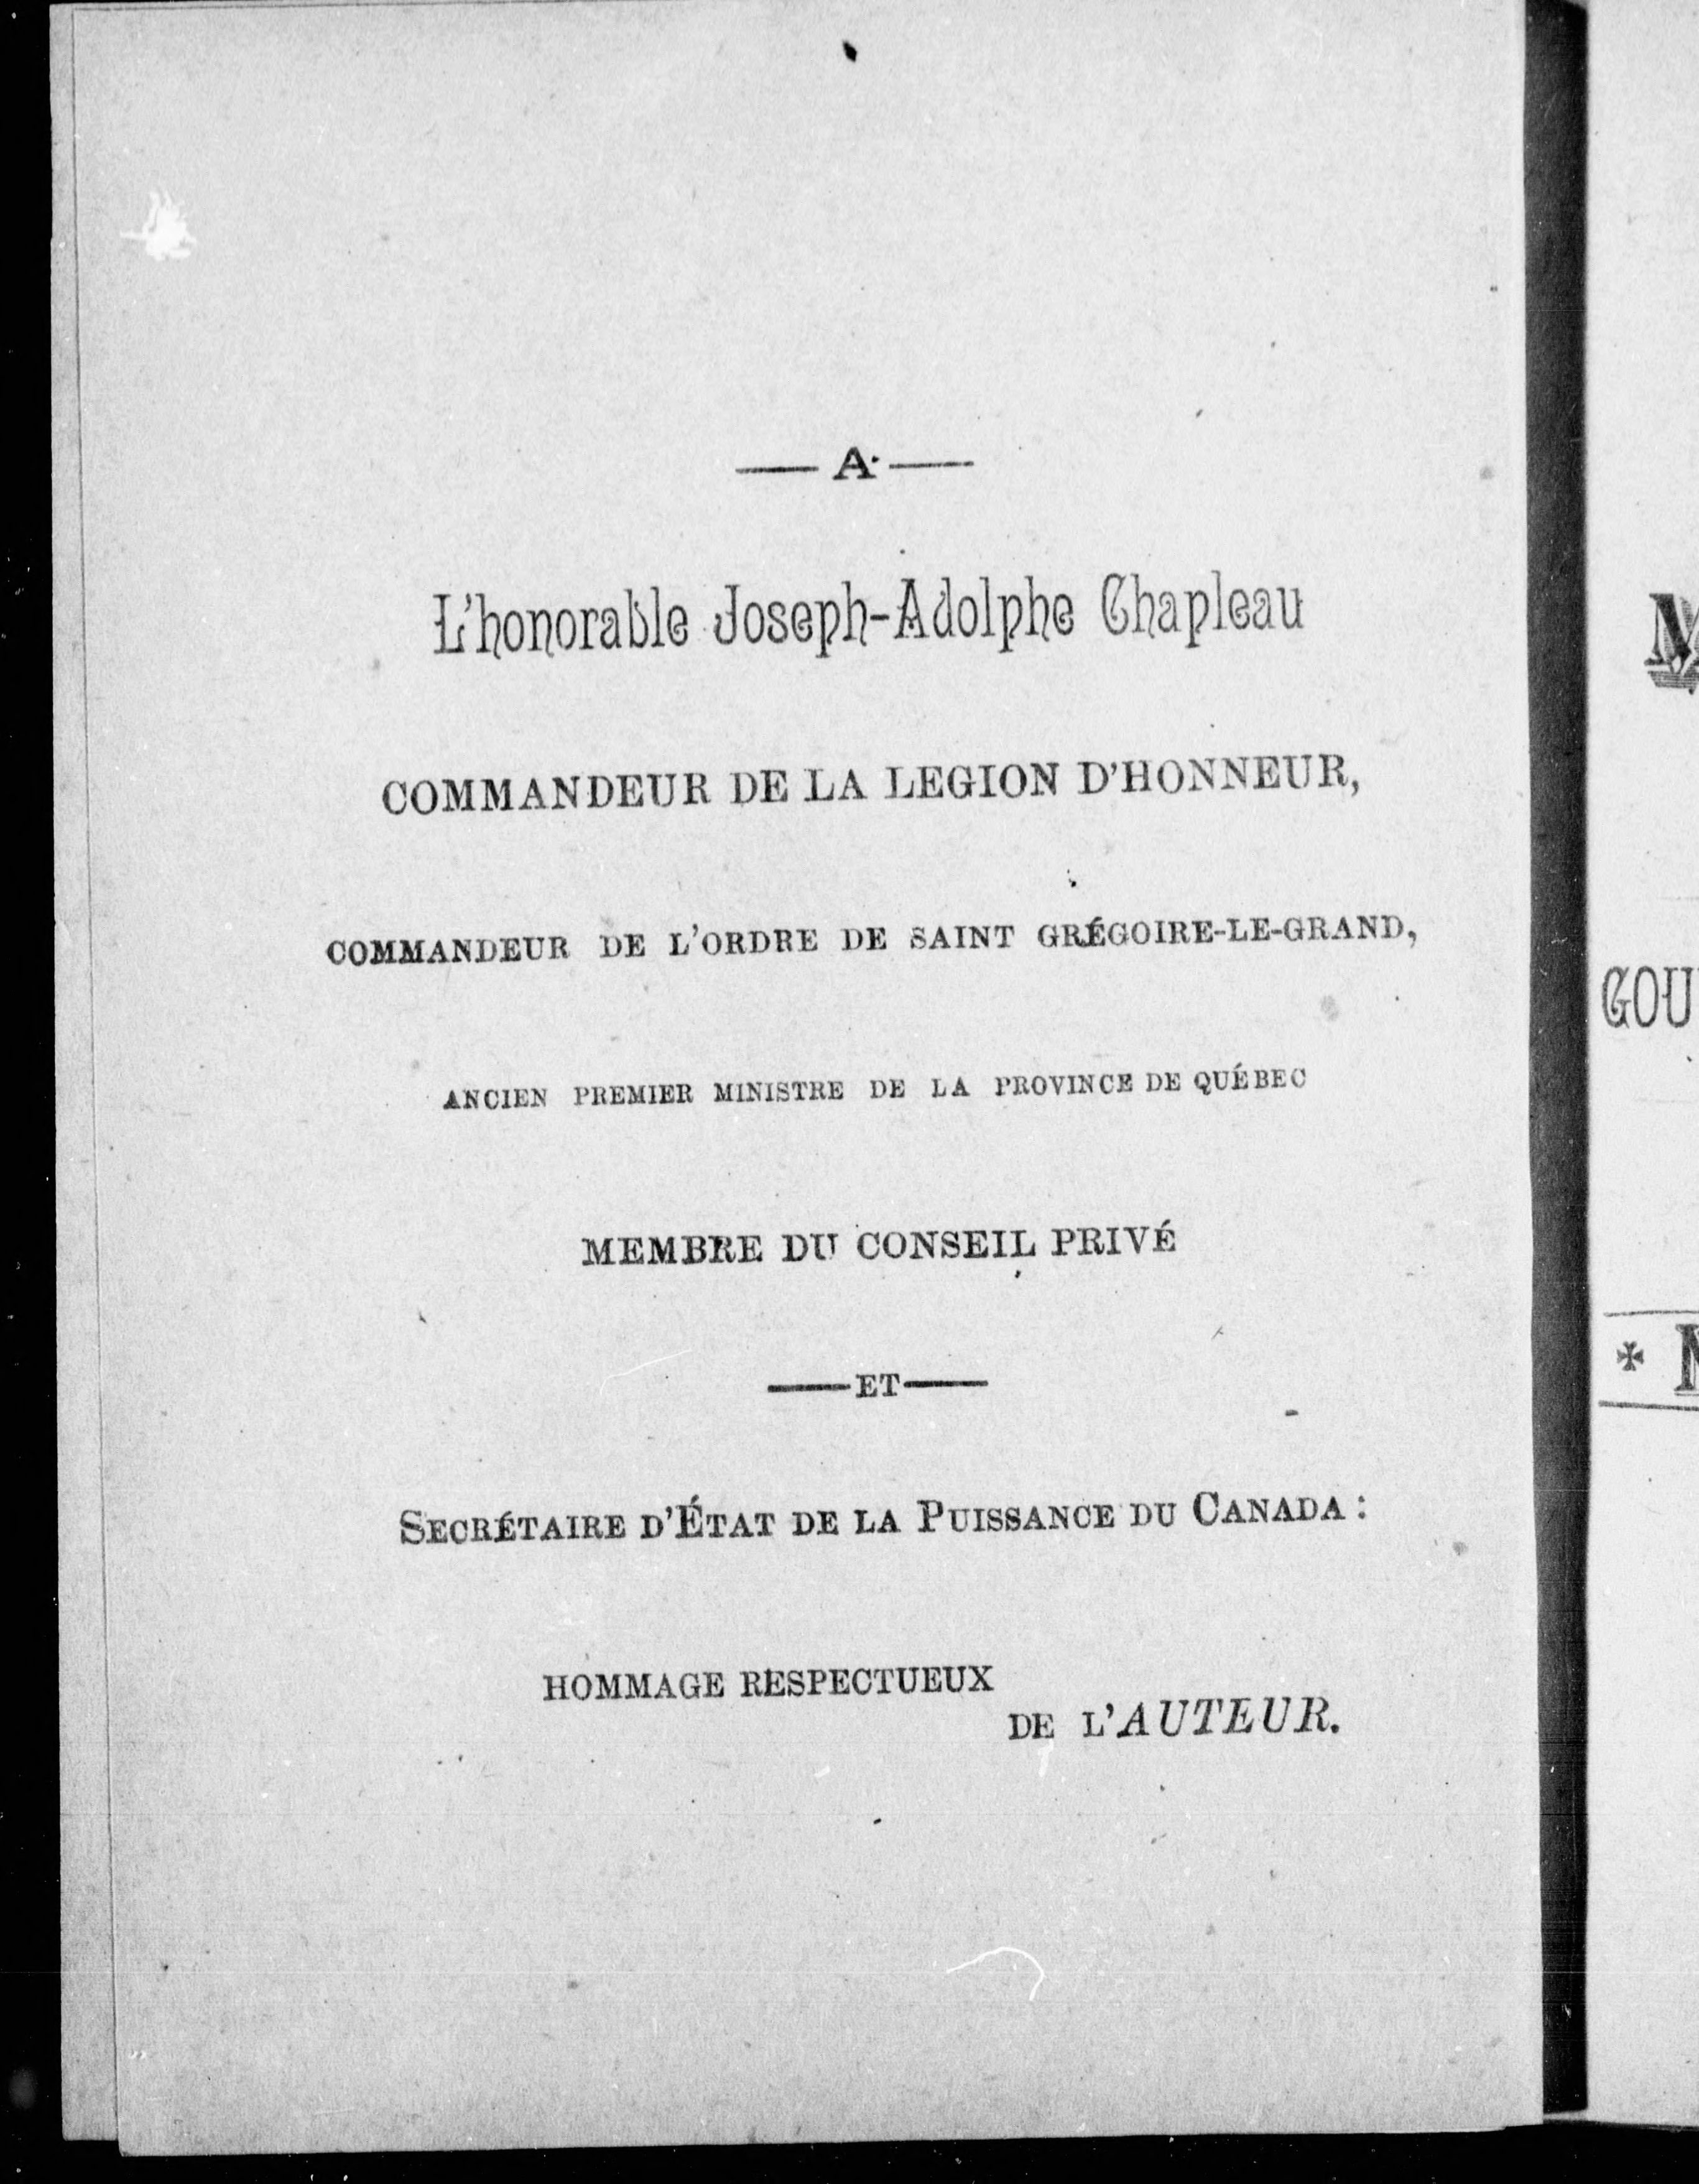 — A —
L'honorable Joseph-Adolphe Chapleau
COMMANDEUR DE LA LEGION D'HONNEUR,
COMMANDEUR DE L'ORDRE DE SAINT GRÉGOIRE-LE-GRAND,
ANCIEN PREMIER MINISTRE DE LA PROVINCE DE QUÉBEC
MEMBRE DU CONSEIL PRIVÉ
—ET—
SECRÉTAIRE D'ÉTAT DE LA PUISSANCE DU CANADA :
HOMMAGE RESPECTUEUX
DE L'AUTEUR.